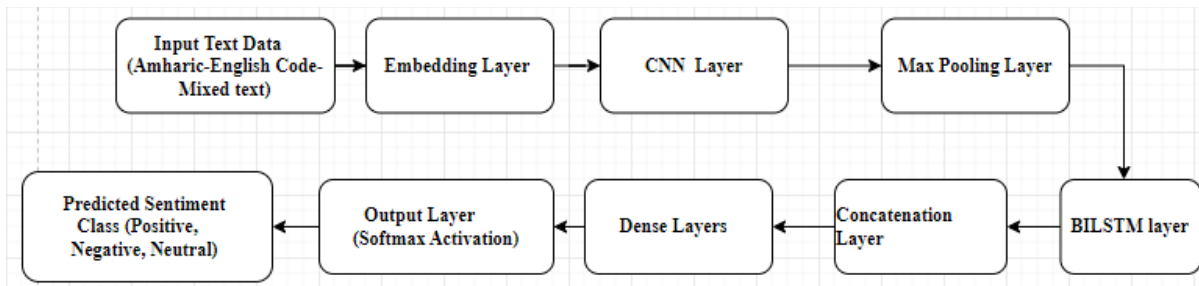 Input Text Data
(Amharic-English Code-
Mixed text)
Embedding Layer
CNN Layer
Max Pooling Layer
BILSTM layer
Concatenation
Layer
Dense Layers
Output Layer
(Softmax Activation)
Predicted Sentiment
Class (Positive,
Negative, Neutral)